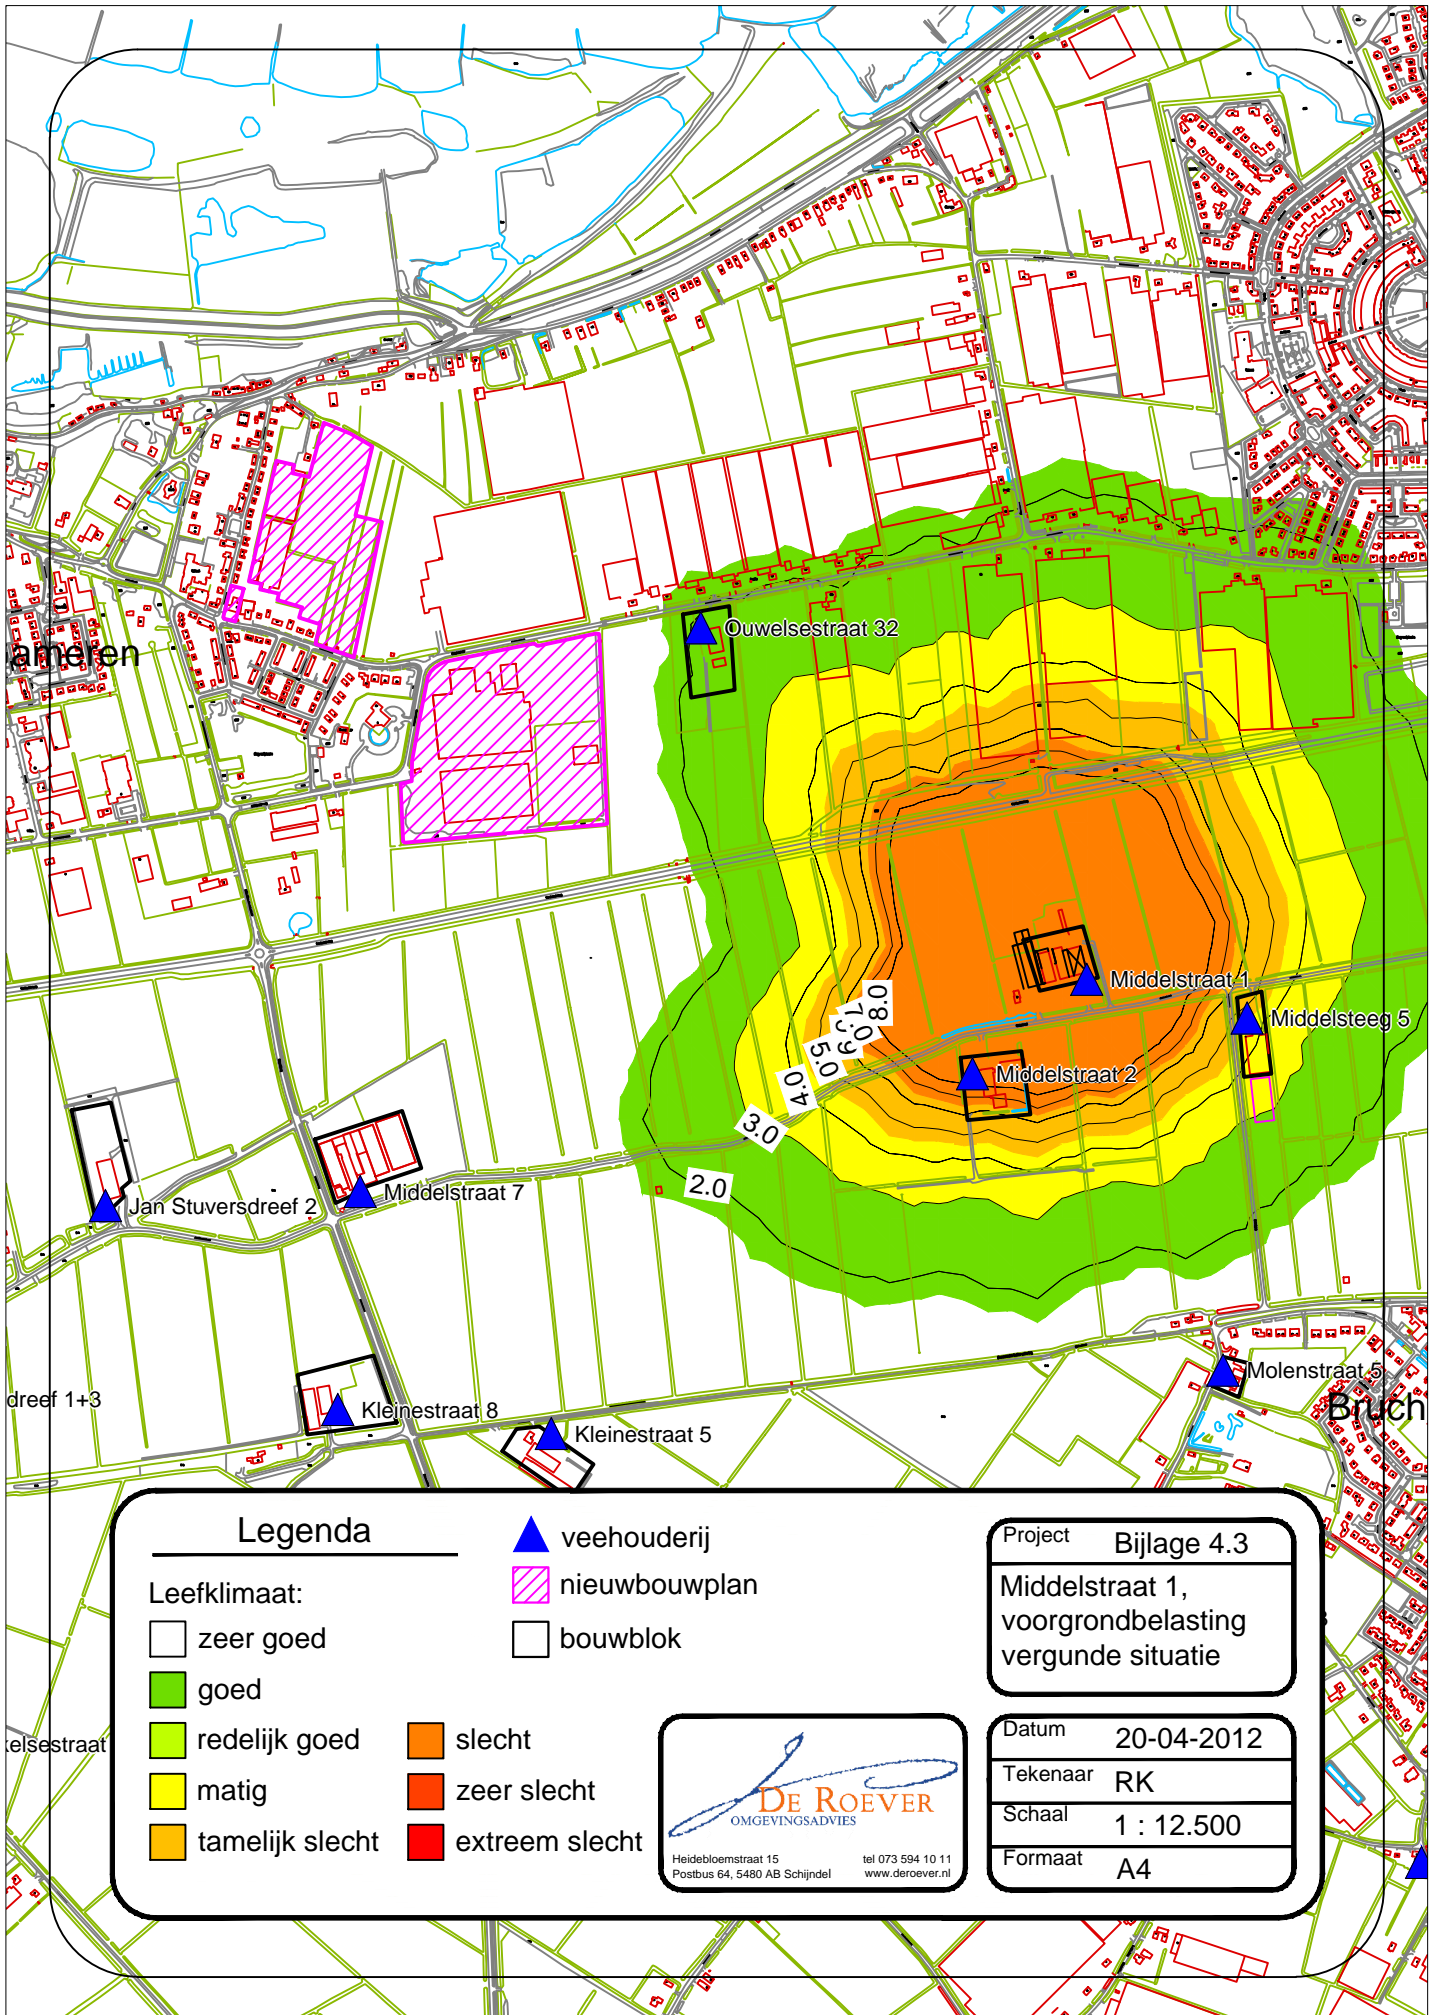 Ouwelsestraat 32
ameren
Middelstraat 1
8.0
7.0
6.0
5.0
4.0
3.0
2.0
Middelsteeg 5
Middelstraat 2
Middelstraat 7
Jan Stuversdreef 2
Molenstraat 5
dreef 1+3
Kleinestraat 8
Bruch
Kleinestraat 5
kelsestraat
Legenda
Leefklimaat:
zeer goed
goed
redelijk goed
matig
tamelijk slecht
slecht
zeer slecht
extreem slecht
veehouderij
nieuwbouwplan
bouwblok
DE ROEVER
OMGEVINGSADVIES
Heidebloemstraat 15 tel 073 594 10 11
Postbus 64, 5480 AB Schijndel www.deroever.nl
Project Bijlage 4.3
Middelstraat 1,
voorgrondbelasting
vergunde situatie
Datum 20-04-2012
Tekenaar RK
Schaal 1 : 12.500
Formaat A4